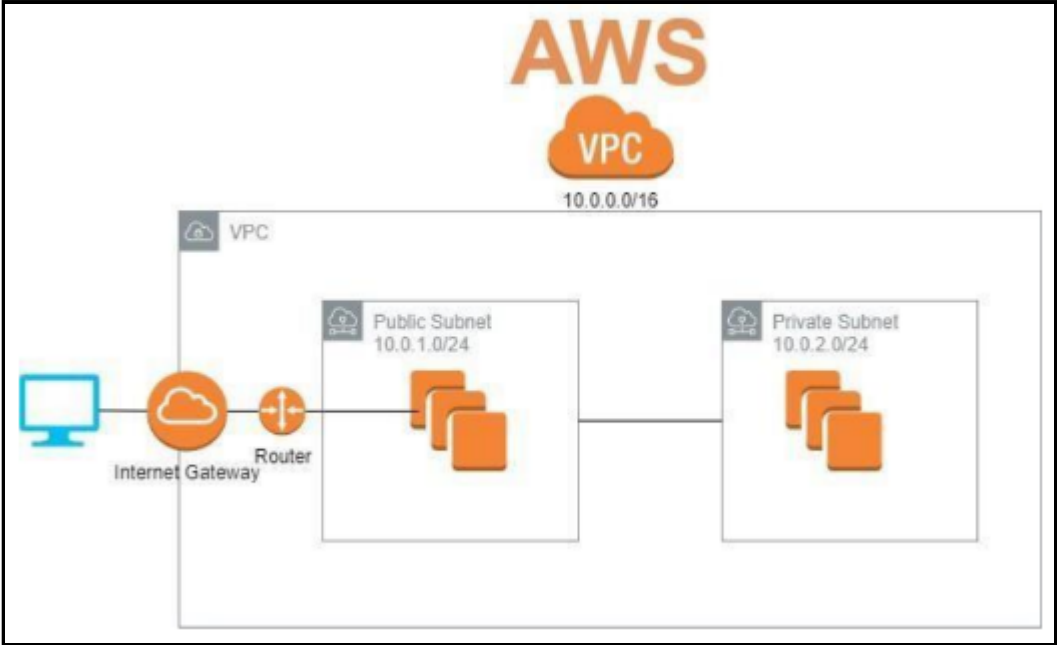 AWS
VPC
10.0.0.0/16
VPC
Public Subnet
10.0.1.0/24
Private Subnet
10.0.2.0/24
Internet Gateway
Router